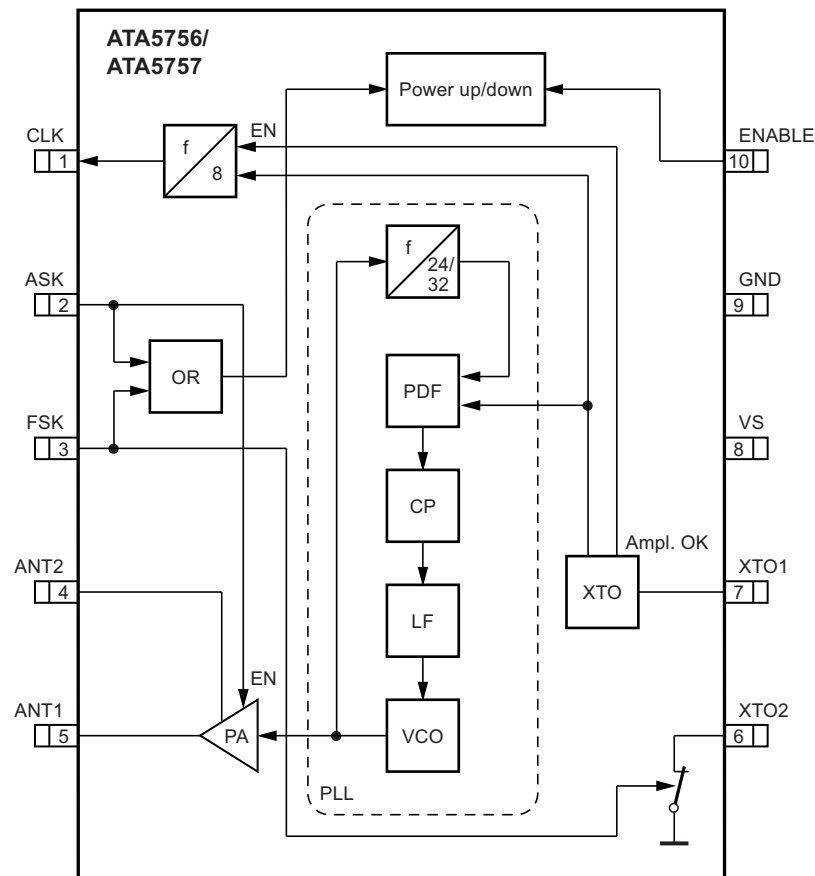 ATA5756/
ATA5757
Power up/down
CLK
1
f
8
EN
ENABLE
10
ASK
2
f
24/
32
GND
9
OR
PDF
FSK
3
VS
8
CP
Ampl. OK
ANT2
4
LF
XTO
XTO1
7
EN
ANT1
5
PA
VCO
XTO2
6
PLL